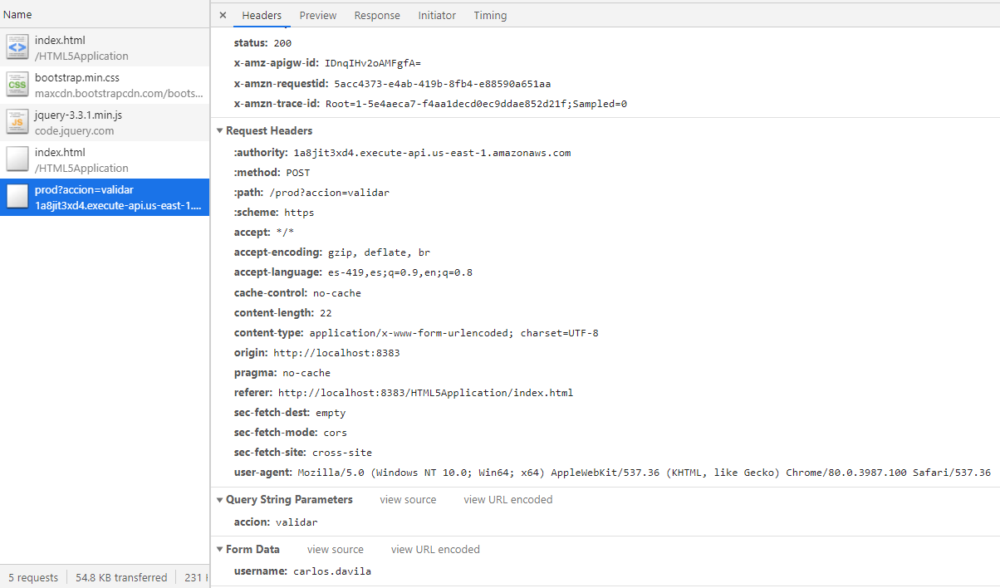 Name
index.html
/HTML5Application
bootstrap.min.css
maxcdn.bootstrapcdn.com/boots...
jquery-3.3.1.min.js
code.jquery.com
index.html
/HTML5Application
prod?accion=validar
1a8jit3xd4.execute-api.us-east-1....
5 requests 54.8 KB transferred 231
× Headers Preview Response Initiator Timing
status: 200
x-amz-apigw-id: IDnqIHv2oAMFgfA=
x-amzn-requestid: 5acc4373-e4ab-419b-8fb4-e88590a651aa
x-amzn-trace-id: Root=1-5e4aeca7-f4aa1decd0ec9ddae852d21f;Sampled=0
Request Headers
:authority: 1a8jit3xd4.execute-api.us-east-1.amazonaws.com
:method: POST
:path: /prod?accion=validar
:scheme: https
accept: */*
accept-encoding: gzip, deflate, br
accept-language: es-419,es;q=0.9,en;q=0.8
cache-control: no-cache
content-length: 22
content-type: application/x-www-form-urlencoded; charset=UTF-8
origin: http://localhost:8383
pragma: no-cache
referer: http://localhost:8383/HTML5Application/index.html
sec-fetch-dest: empty
sec-fetch-mode: cors
sec-fetch-site: cross-site
user-agent: Mozilla/5.0 (Windows NT 10.0; Win64; x64) AppleWebKit/537.36 (KHTML, like Gecko) Chrome/80.0.3987.100 Safari/537.36
Query String Parameters view source view URL encoded
accion: validar
Form Data view source view URL encoded
username: carlos.davila